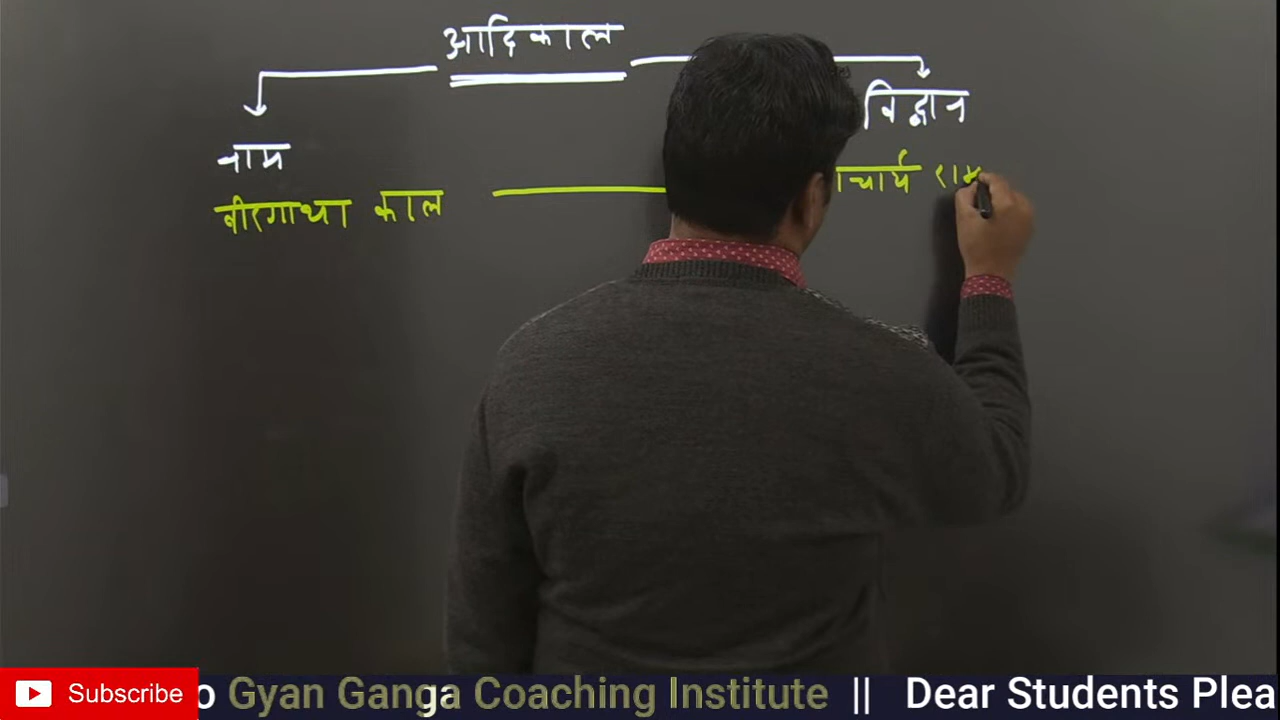 आदिकाल
विद्वान
नाम
वीरगाथा काल ाचार्य राम
Subscribe
o Gyan Ganga Coaching Institute || Dear Students Plea